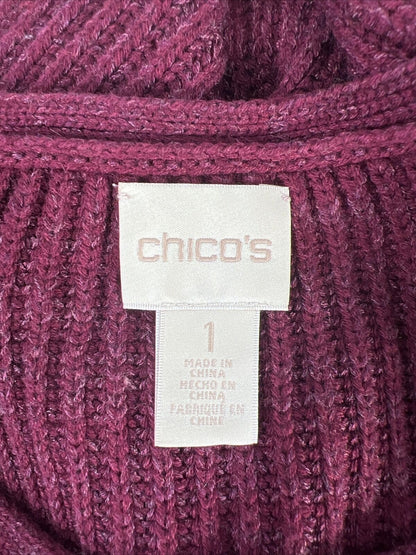 chico's
1
MADE IN
CHINA
HECHO EN
CHINA
FABRIQUÉ EN
CHINE